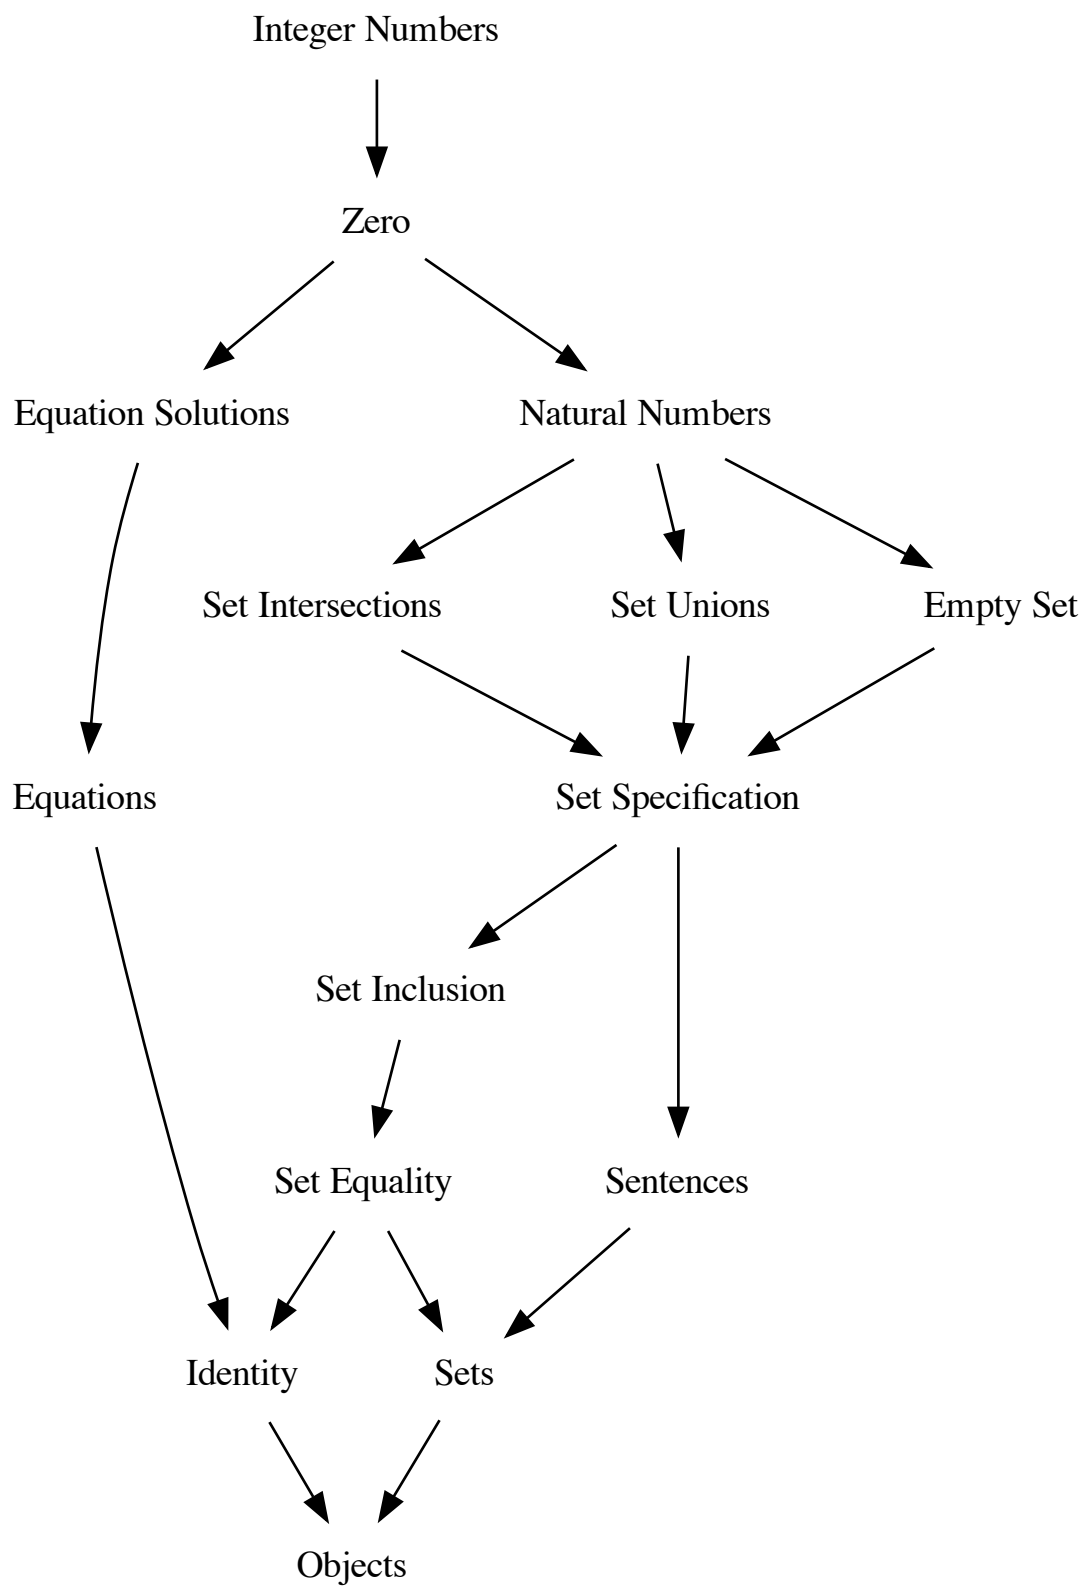 Integer Numbers
Zero
Equation Solutions
Natural Numbers
Set Intersections
Set Unions
Empty Set
Equations
Set Specification
Set Inclusion
Set Equality
Sentences
Identity
Sets
Objects